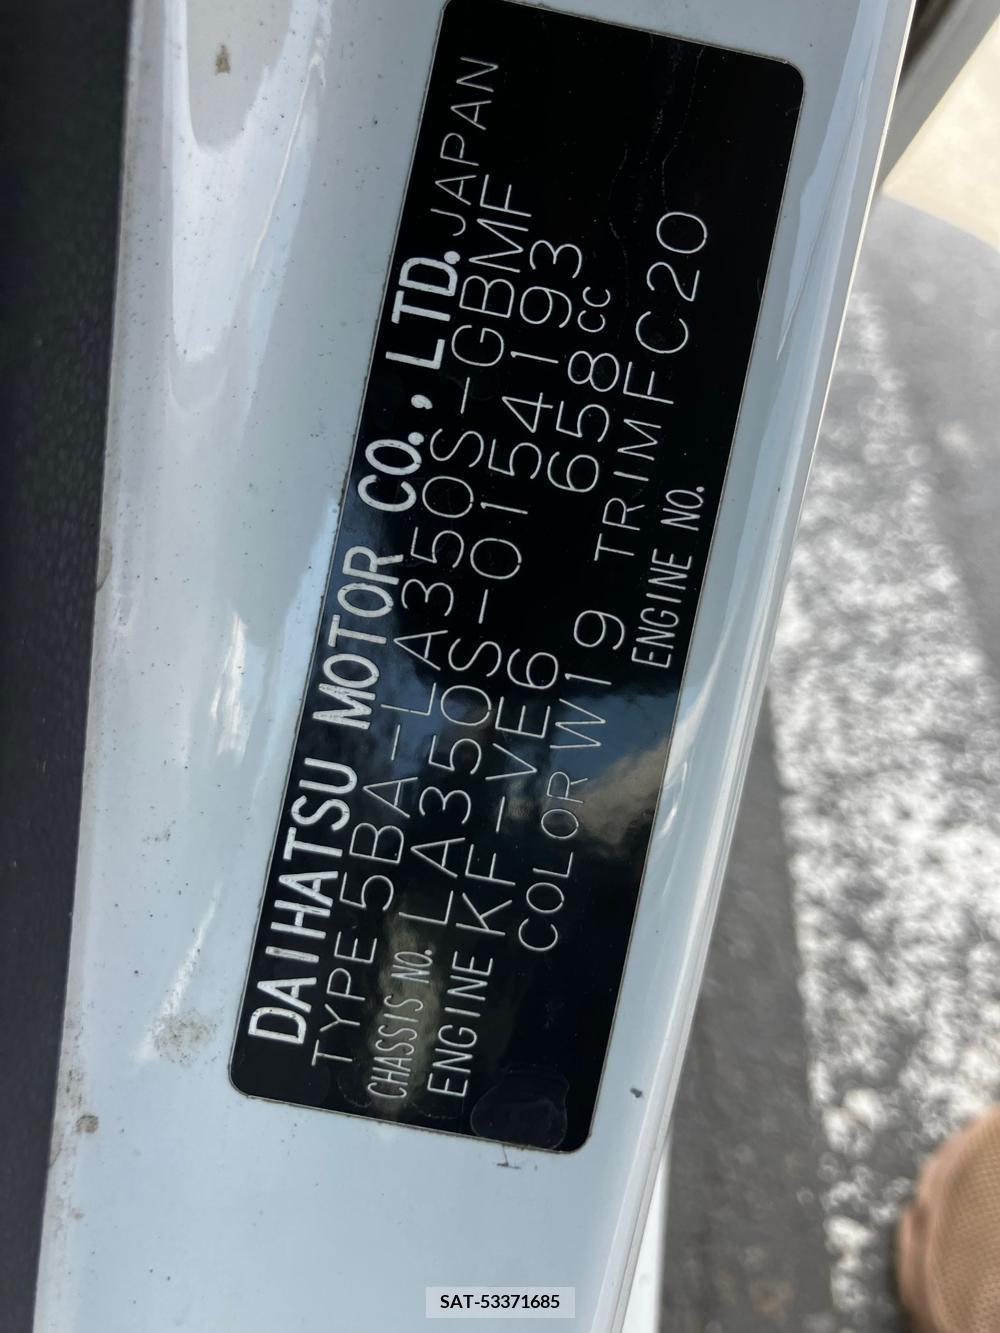 DAIHATSU MOTOR CO., LTD. JAPAN
TYPE 5BA-LA350S-GBMF
CHASSIS NO. LA350S-0154193
ENGINE KF-VE6 658cc
COLOR W19 TRIM FC20
ENGINE NO.
SAT-53371685